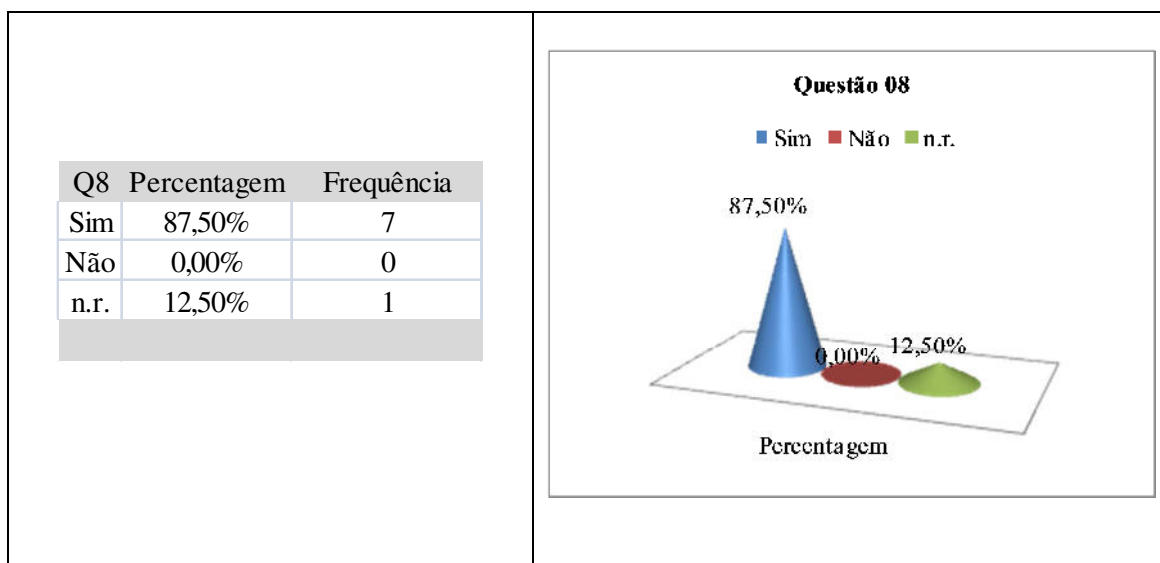 Q8 Percentagem Frequência
Sim 87,50% 7
Não 0,00% 0
n.r. 12,50% 1
Questão 08
Sim Não n.r.
87,50%
0,00% 12,50%
Percentagem